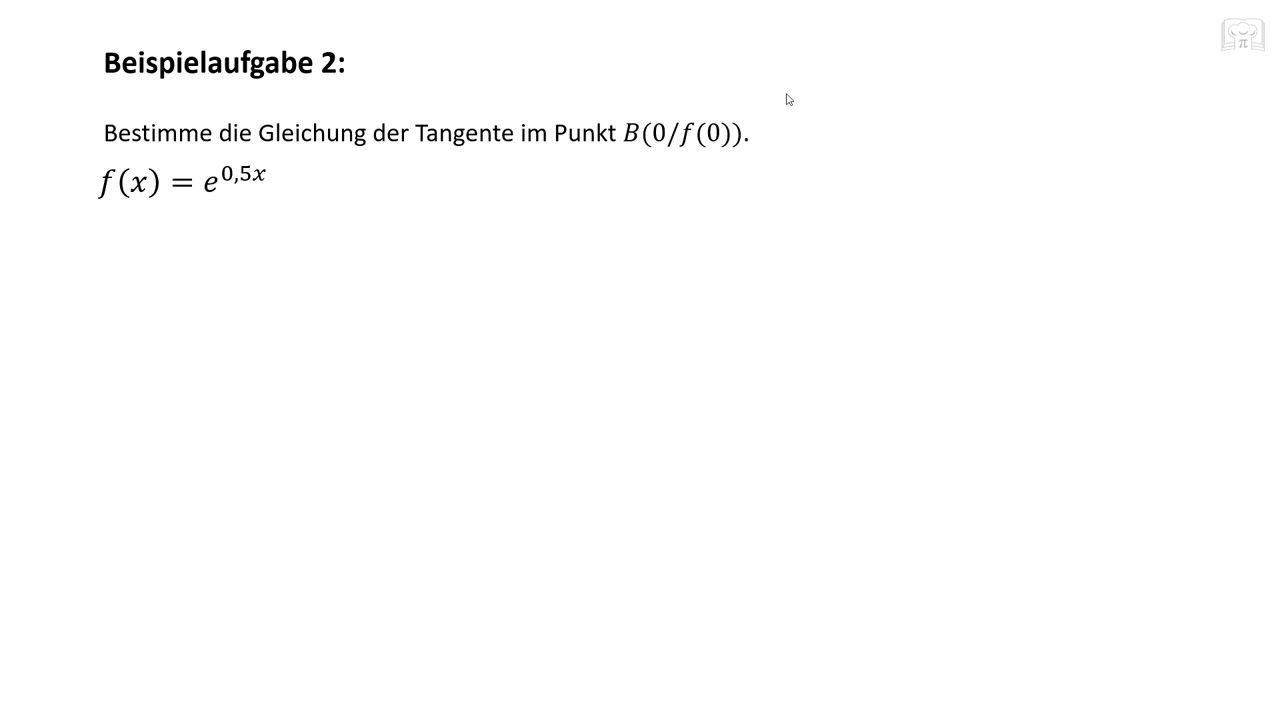 Beispielaufgabe 2:
Bestimme die Gleichung der Tangente im Punkt B(0/f(0)).
f(x) = e^{0,5x}
π